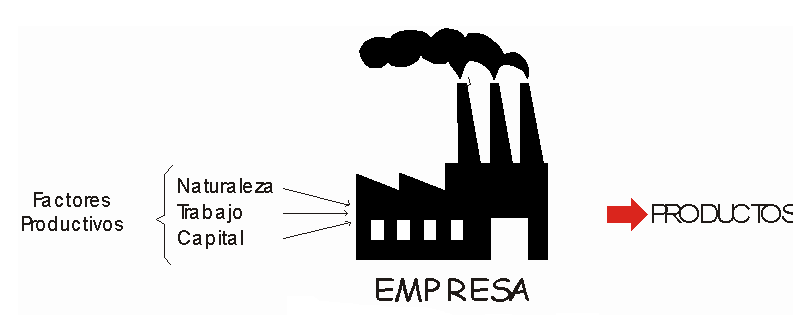 Factores
Productivos
Naturaleza
Trabajo
Capital
EMPRESA
PRODUCTOS